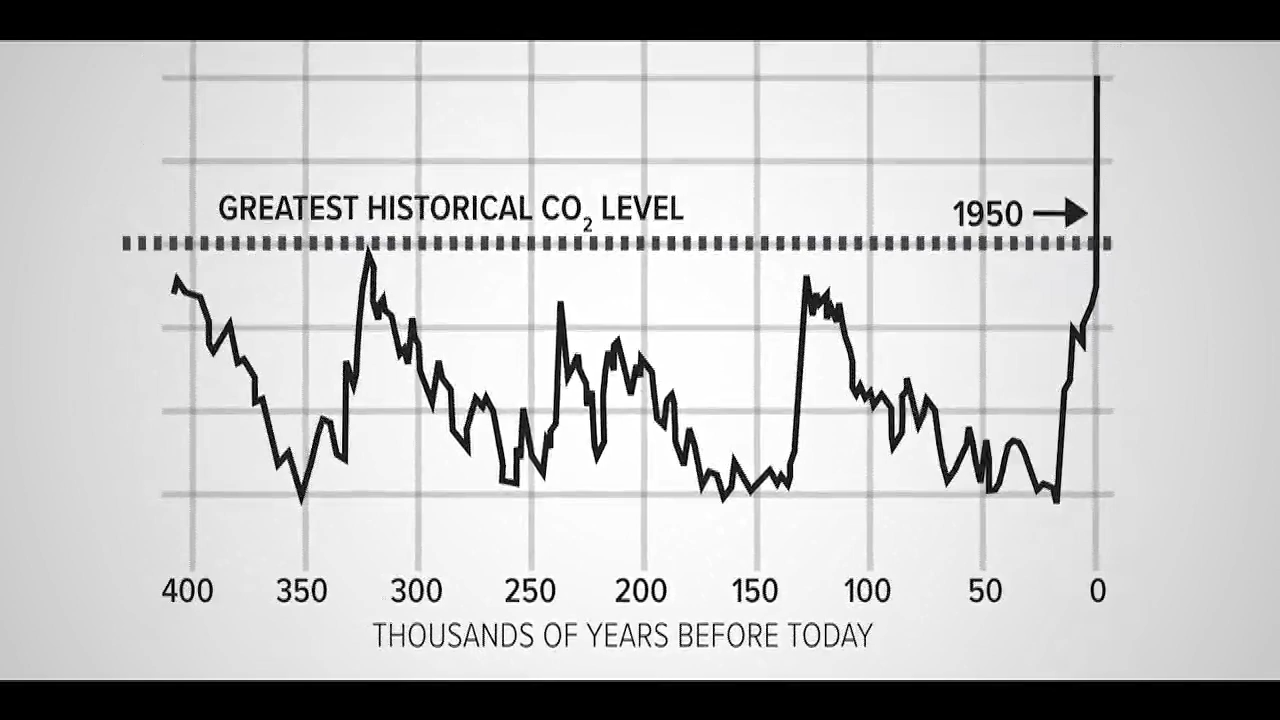 GREATEST HISTORICAL CO₂ LEVEL
1950
400 350 300 250 200 150 100 50 0
THOUSANDS OF YEARS BEFORE TODAY